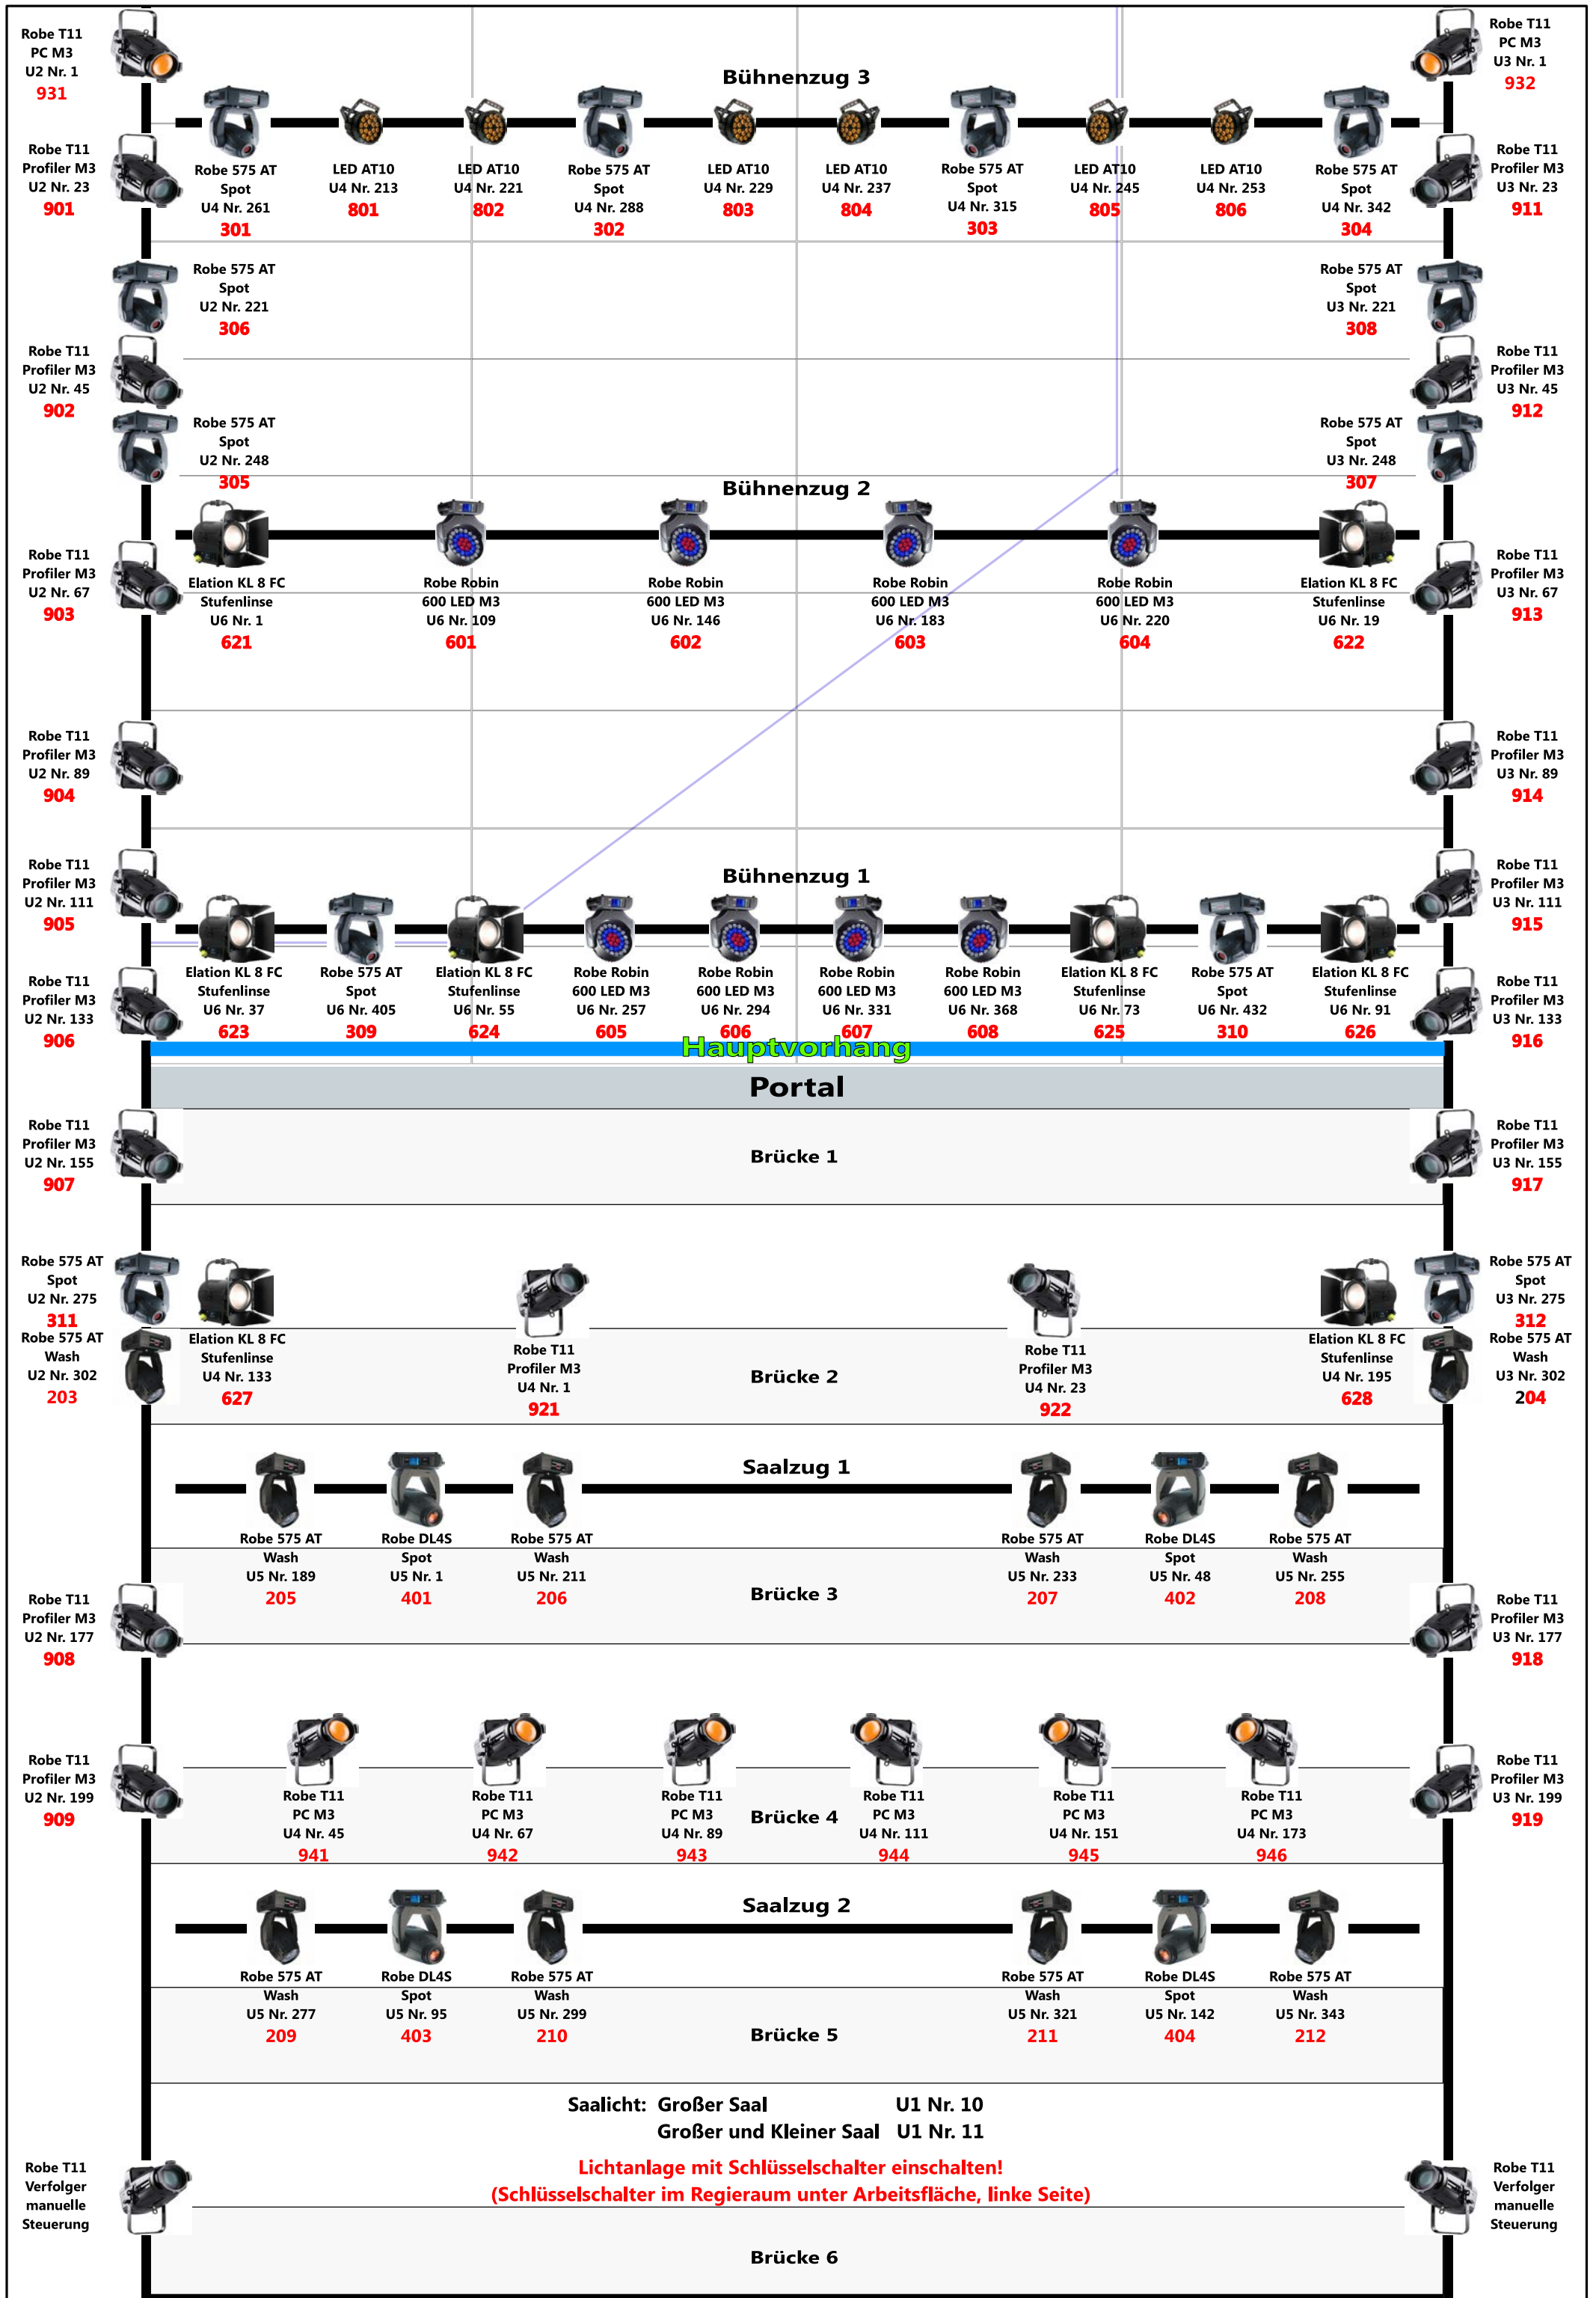 Robe T11
PC M3
U2 Nr. 1
931
Bühnenzug 3
Robe T11
PC M3
U3 Nr. 1
932
Robe T11
Profiler M3
U2 Nr. 23
901
Robe 575 AT
Spot
U4 Nr. 261
301
LED AT10
U4 Nr. 213
801
LED AT10
U4 Nr. 221
802
Robe 575 AT
Spot
U4 Nr. 288
302
LED AT10
U4 Nr. 229
803
LED AT10
U4 Nr. 237
804
Robe 575 AT
Spot
U4 Nr. 315
303
LED AT10
U4 Nr. 245
805
LED AT10
U4 Nr. 253
806
Robe 575 AT
Spot
U4 Nr. 342
304
Robe T11
Profiler M3
U3 Nr. 23
911
Robe 575 AT
Spot
U2 Nr. 221
306
Robe 575 AT
Spot
U3 Nr. 221
308
Robe T11
Profiler M3
U2 Nr. 45
902
Robe T11
Profiler M3
U3 Nr. 45
912
Robe 575 AT
Spot
U2 Nr. 248
305
Robe 575 AT
Spot
U3 Nr. 248
307
Bühnenzug 2
Robe T11
Profiler M3
U2 Nr. 67
903
Elation KL 8 FC
Stufenlinse
U6 Nr. 1
621
Robe Robin
600 LED M3
U6 Nr. 109
601
Robe Robin
600 LED M3
U6 Nr. 146
602
Robe Robin
600 LED M3
U6 Nr. 183
603
Robe Robin
600 LED M3
U6 Nr. 220
604
Elation KL 8 FC
Stufenlinse
U6 Nr. 19
622
Robe T11
Profiler M3
U3 Nr. 67
913
Robe T11
Profiler M3
U2 Nr. 89
904
Robe T11
Profiler M3
U3 Nr. 89
914
Robe T11
Profiler M3
U2 Nr. 111
905
Bühnenzug 1
Robe T11
Profiler M3
U3 Nr. 111
915
Robe T11
Profiler M3
U2 Nr. 133
906
Elation KL 8 FC
Stufenlinse
U6 Nr. 37
623
Robe 575 AT
Spot
U6 Nr. 405
309
Elation KL 8 FC
Stufenlinse
U6 Nr. 55
624
Robe Robin
600 LED M3
U6 Nr. 257
605
Robe Robin
600 LED M3
U6 Nr. 294
606
Robe Robin
600 LED M3
U6 Nr. 331
607
Robe Robin
600 LED M3
U6 Nr. 368
608
Elation KL 8 FC
Stufenlinse
U6 Nr. 73
625
Robe 575 AT
Spot
U6 Nr. 432
310
Elation KL 8 FC
Stufenlinse
U6 Nr. 91
626
Robe T11
Profiler M3
U3 Nr. 133
916
Hauptvorhang
Portal
Robe T11
Profiler M3
U2 Nr. 155
907
Brücke 1
Robe T11
Profiler M3
U3 Nr. 155
917
Robe 575 AT
Spot
U2 Nr. 275
311
Robe 575 AT
Spot
U3 Nr. 275
312
Robe 575 AT
Wash
U2 Nr. 302
203
Elation KL 8 FC
Stufenlinse
U4 Nr. 133
627
Robe T11
Profiler M3
U4 Nr. 1
921
Brücke 2
Robe T11
Profiler M3
U4 Nr. 23
922
Elation KL 8 FC
Stufenlinse
U4 Nr. 195
628
Robe 575 AT
Wash
U3 Nr. 302
204
Saalzug 1
Robe 575 AT
Wash
U5 Nr. 189
205
Robe DL4S
Spot
U5 Nr. 1
401
Robe 575 AT
Wash
U5 Nr. 211
206
Brücke 3
Robe 575 AT
Wash
U5 Nr. 233
207
Robe DL4S
Spot
U5 Nr. 48
402
Robe 575 AT
Wash
U5 Nr. 255
208
Robe T11
Profiler M3
U2 Nr. 177
908
Robe T11
Profiler M3
U3 Nr. 177
918
Robe T11
Profiler M3
U2 Nr. 199
909
Robe T11
PC M3
U4 Nr. 45
941
Robe T11
PC M3
U4 Nr. 67
942
Robe T11
PC M3
U4 Nr. 89
943
Brücke 4
Robe T11
PC M3
U4 Nr. 111
944
Robe T11
PC M3
U4 Nr. 151
945
Robe T11
PC M3
U4 Nr. 173
946
Robe T11
Profiler M3
U3 Nr. 199
919
Saalzug 2
Robe 575 AT
Wash
U5 Nr. 277
209
Robe DL4S
Spot
U5 Nr. 95
403
Robe 575 AT
Wash
U5 Nr. 299
210
Brücke 5
Robe 575 AT
Wash
U5 Nr. 321
211
Robe DL4S
Spot
U5 Nr. 142
404
Robe 575 AT
Wash
U5 Nr. 343
212
Saalicht: Großer Saal U1 Nr. 10
Großer und Kleiner Saal U1 Nr. 11
Lichtanlage mit Schlüsselschalter einschalten!
(Schlüsselschalter im Regieraum unter Arbeitsfläche, linke Seite)
Robe T11
Verfolger
manuelle
Steuerung
Robe T11
Verfolger
manuelle
Steuerung
Brücke 6